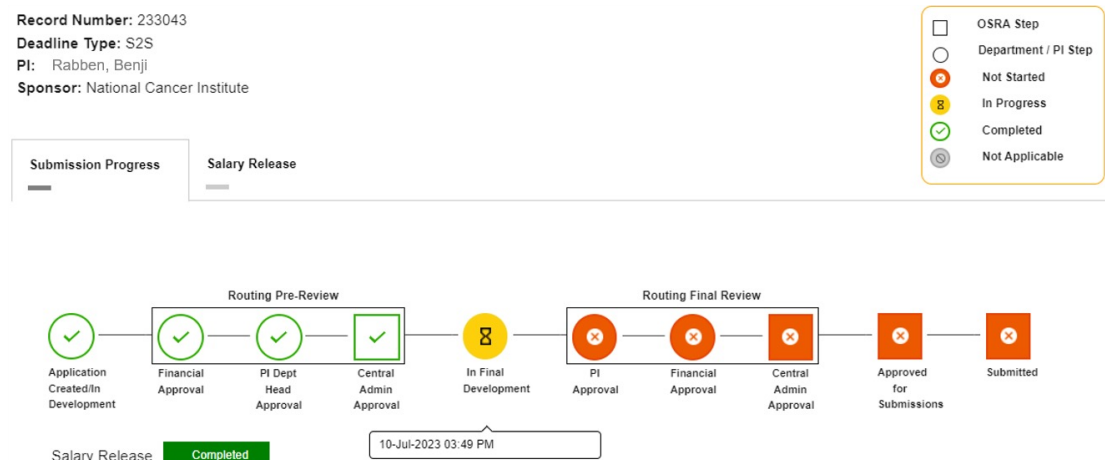 Record Number: 233043
Deadline Type: S2S
PI: Rabben, Benji
Sponsor: National Cancer Institute
OSRA Step
Department / PI Step
Not Started
In Progress
Completed
Not Applicable
Submission Progress
Salary Release
Routing Pre-Review
Routing Final Review
Application
Created/In
Development
Financial
Approval
PI Dept
Head
Approval
Central
Admin
Approval
In Final
Development
PI
Approval
Financial
Approval
Central
Admin
Approval
Approved
for
Submissions
Submitted
10-Jul-2023 03:49 PM
Salary Release Completed